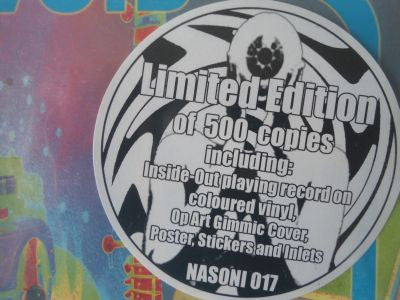 Limited Edition
of 500 copies
including:
Inside-Out playing record on
coloured vinyl,
Op Art Gimmic Cover,
Poster, Stickers and Inlets
NASONI 017